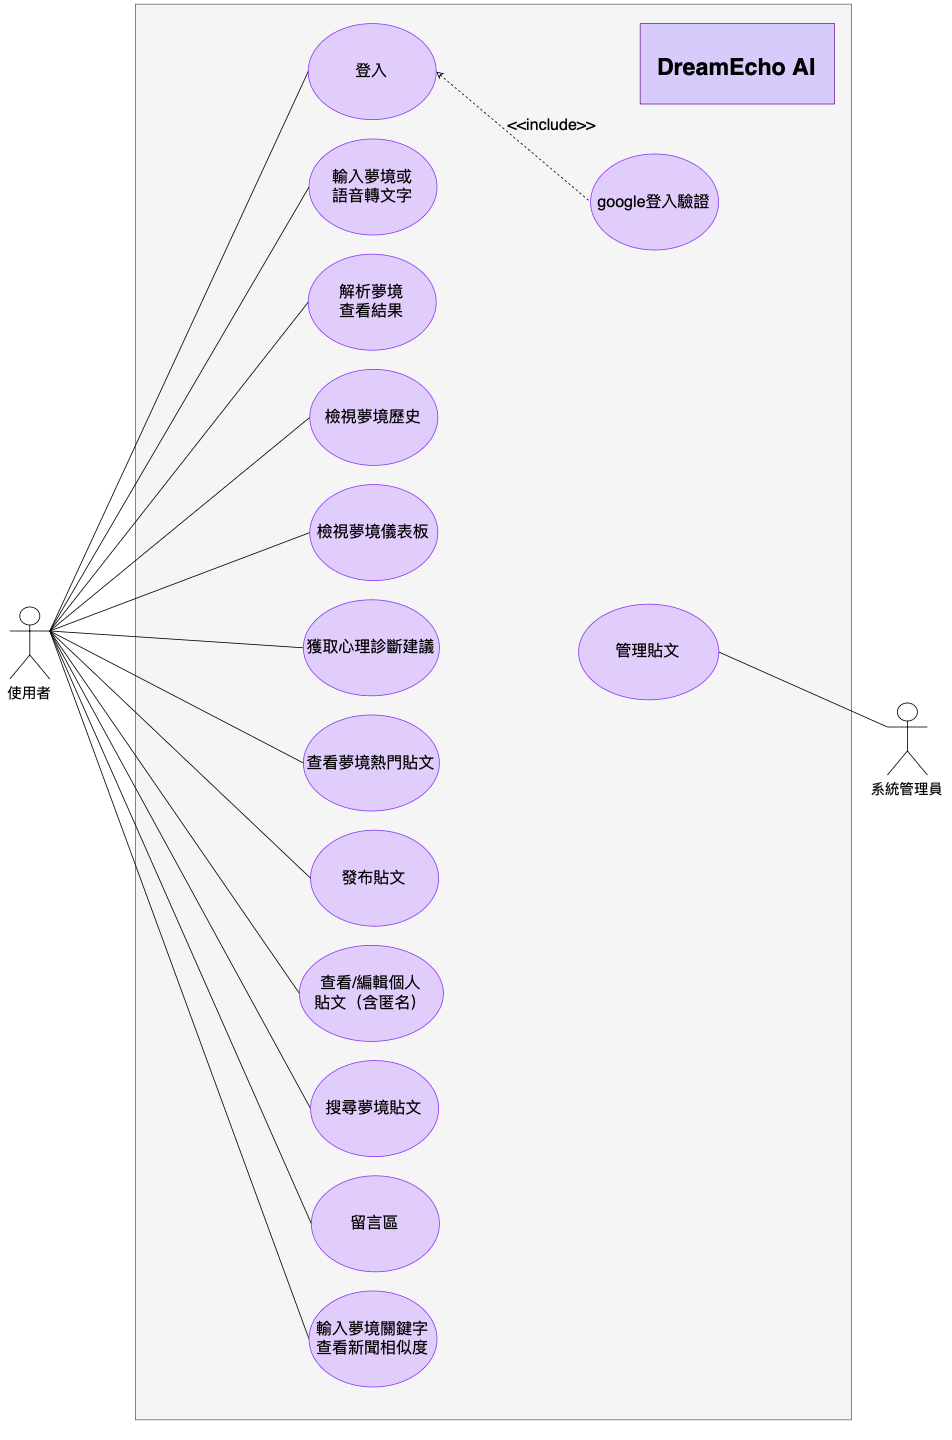 登入
DreamEcho AI
<<include>>
輸入夢境或
語音轉文字
google登入驗證
解析夢境
查看結果
檢視夢境歷史
檢視夢境儀表板
獲取心理診斷建議
管理貼文
使用者
查看夢境熱門貼文
系統管理員
發布貼文
查看/編輯個人
貼文（含匿名）
搜尋夢境貼文
留言區
輸入夢境關鍵字
查看新聞相似度